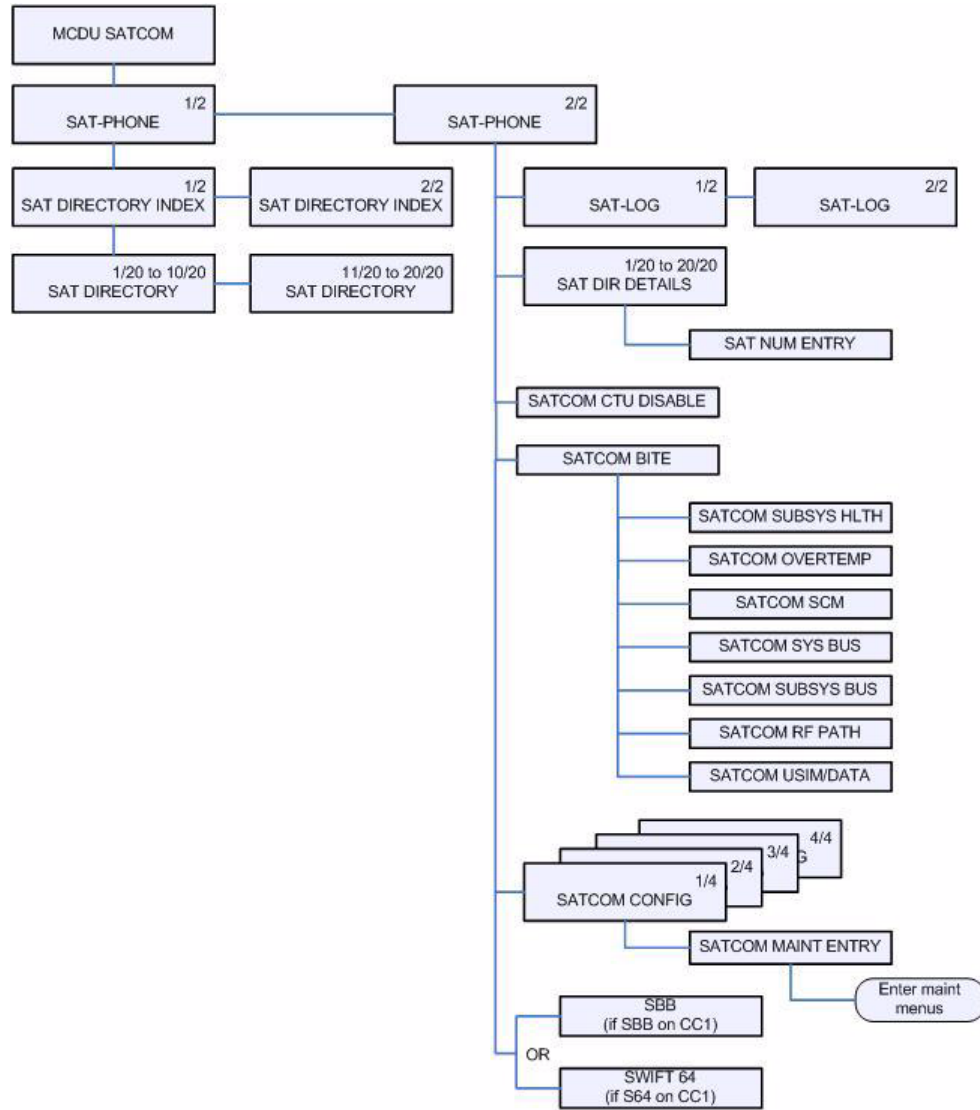 MCDU SATCOM
1/2
SAT-PHONE
2/2
SAT-PHONE
1/2
SAT DIRECTORY INDEX
2/2
SAT DIRECTORY INDEX
1/2
SAT-LOG
2/2
SAT-LOG
1/20 to 10/20
SAT DIRECTORY
11/20 to 20/20
SAT DIRECTORY
1/20 to 20/20
SAT DIR DETAILS
SAT NUM ENTRY
SATCOM CTU DISABLE
SATCOM BITE
SATCOM SUBSYS HLTH
SATCOM OVERTEMP
SATCOM SCM
SATCOM SYS BUS
SATCOM SUBSYS BUS
SATCOM RF PATH
SATCOM USIM/DATA
4/4
G
3/4
2/4
1/4
SATCOM CONFIG
SATCOM MAINT ENTRY
Enter maint
menus
SBB
(if SBB on CC1)
OR
SWIFT 64
(if S64 on CC1)